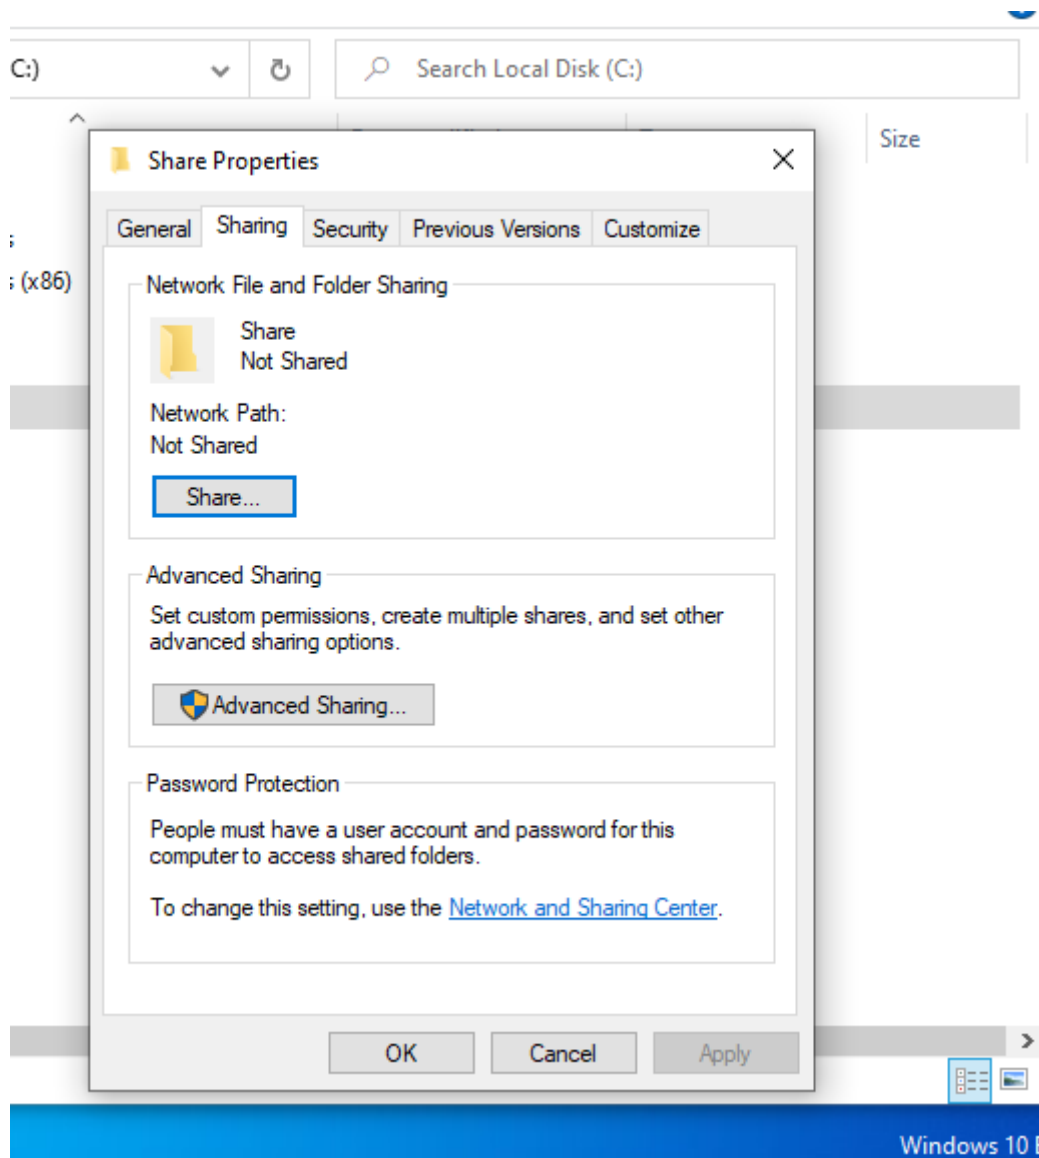 C:)
Search Local Disk (C:)
Size
Share Properties
General Sharing Security Previous Versions Customize
(x86)
Network File and Folder Sharing
Share
Not Shared
Network Path:
Not Shared
Share...
Advanced Sharing
Set custom permissions, create multiple shares, and set other
advanced sharing options.
Advanced Sharing...
Password Protection
People must have a user account and password for this
computer to access shared folders.
To change this setting, use the Network and Sharing Center.
OK Cancel Apply
Windows 10